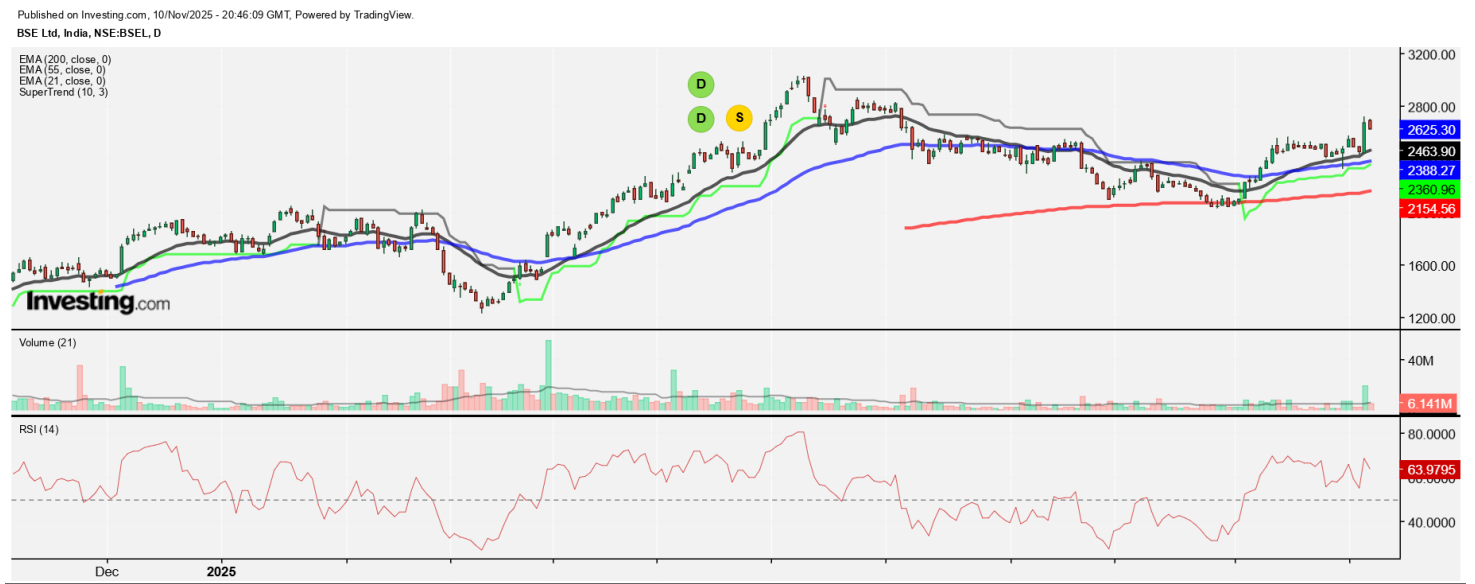 Published on Investing.com, 10/Nov/2025 - 20:46:09 GMT, Powered by TradingView.
BSE Ltd, India, NSE:BSEL, D
EMA (200, close, 0)
EMA (55, close, 0)
EMA (21, close, 0)
SuperTrend (10, 3)
D
D
S
3200.00
2800.00
2625.30
2463.90
2388.27
2360.96
2154.56
1600.00
1200.00
Investing.com
Volume (21)
40M
6.141M
RSI (14)
80.0000
63.9795
60.0000
40.0000
Dec 2025